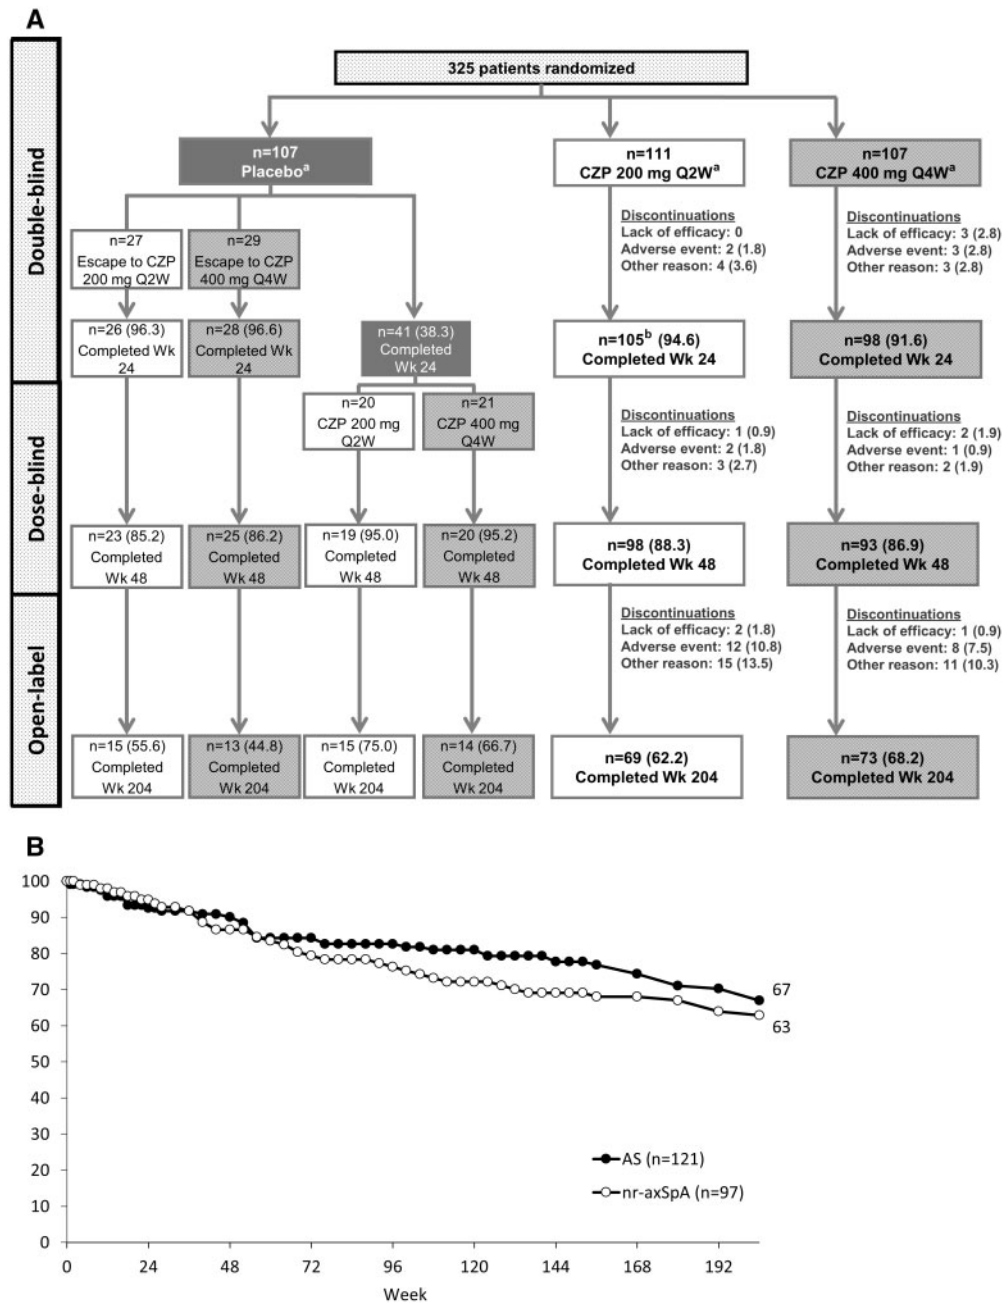 A
325 patients randomized
Double-blind
n=107
Placeboᵃ
n=111
CZP 200 mg Q2Wᵃ
n=107
CZP 400 mg Q4Wᵃ
n=27
Escape to CZP
200 mg Q2W
n=29
Escape to CZP
400 mg Q4W
Discontinuations
Lack of efficacy: 0
Adverse event: 2 (1.8)
Other reason: 4 (3.6)
Discontinuations
Lack of efficacy: 3 (2.8)
Adverse event: 3 (2.8)
Other reason: 3 (2.8)
n=26 (96.3)
Completed Wk
24
n=28 (96.6)
Completed Wk
24
n=41 (38.3)
Completed
Wk 24
n=105ᵇ (94.6)
Completed Wk 24
n=98 (91.6)
Completed Wk 24
Dose-blind
n=20
CZP 200 mg
Q2W
n=21
CZP 400 mg
Q4W
Discontinuations
Lack of efficacy: 1 (0.9)
Adverse event: 2 (1.8)
Other reason: 3 (2.7)
Discontinuations
Lack of efficacy: 2 (1.9)
Adverse event: 1 (0.9)
Other reason: 2 (1.9)
n=23 (85.2)
Completed
Wk 48
n=25 (86.2)
Completed
Wk 48
n=19 (95.0)
Completed
Wk 48
n=20 (95.2)
Completed
Wk 48
n=98 (88.3)
Completed Wk 48
n=93 (86.9)
Completed Wk 48
Open-label
Discontinuations
Lack of efficacy: 2 (1.8)
Adverse event: 12 (10.8)
Other reason: 15 (13.5)
Discontinuations
Lack of efficacy: 1 (0.9)
Adverse event: 8 (7.5)
Other reason: 11 (10.3)
n=15 (55.6)
Completed
Wk 204
n=13 (44.8)
Completed
Wk 204
n=15 (75.0)
Completed
Wk 204
n=14 (66.7)
Completed
Wk 204
n=69 (62.2)
Completed Wk 204
n=73 (68.2)
Completed Wk 204
B
100
90
80
70
60
50
40
30
20
10
0
67
63
AS (n=121)
nr-axSpA (n=97)
0 24 48 72 96 120 144 168 192
Week